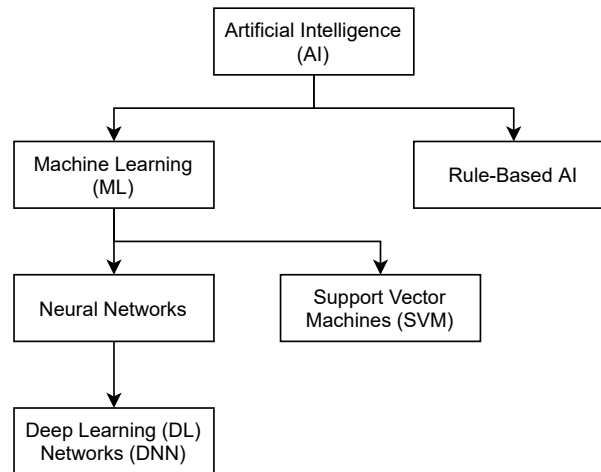 Artificial Intelligence
(AI)
Machine Learning
(ML)
Rule-Based AI
Neural Networks
Support Vector
Machines (SVM)
Deep Learning (DL)
Networks (DNN)